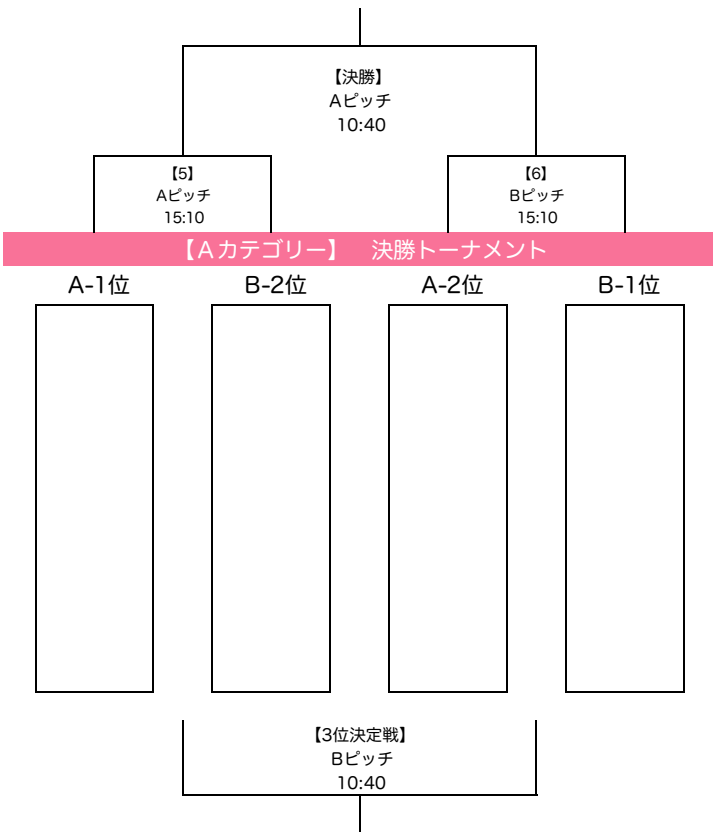 【決勝】
Aピッチ
10:40
【5】
Aピッチ
15:10
【6】
Bピッチ
15:10
【Aカテゴリー】　決勝トーナメント
A-1位
B-2位
A-2位
B-1位
【3位決定戦】
Bピッチ
10:40